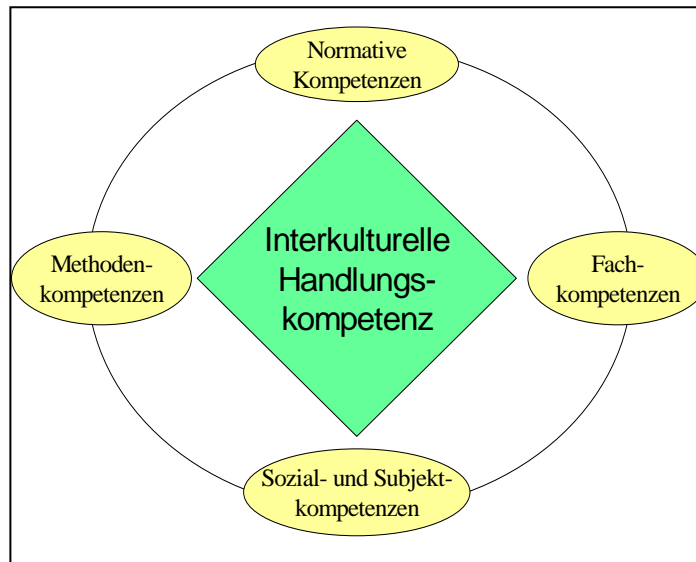 Normative
Kompetenzen
Methoden-
kompetenzen
Interkulturelle
Handlungs-
kompetenz
Fach-
kompetenzen
Sozial- und Subjekt-
kompetenzen